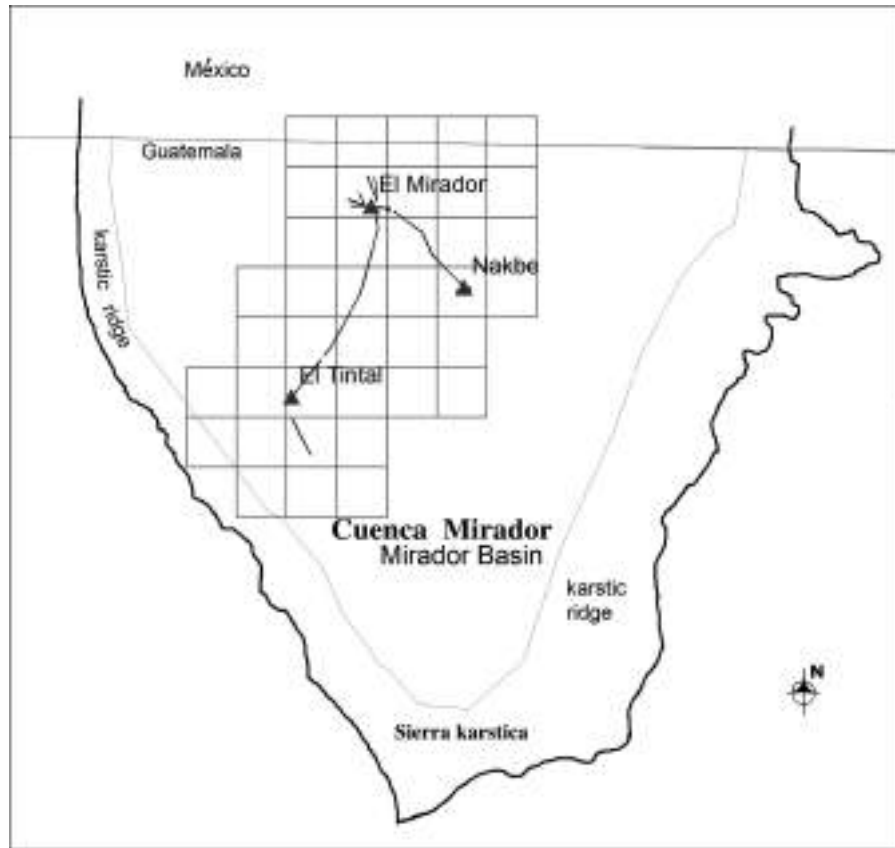 México
Guatemala
El Mirador
karstic ridge
Nakbe
El Tintal
Cuenca Mirador
Mirador Basin
karstic
ridge
N
Sierra karstica